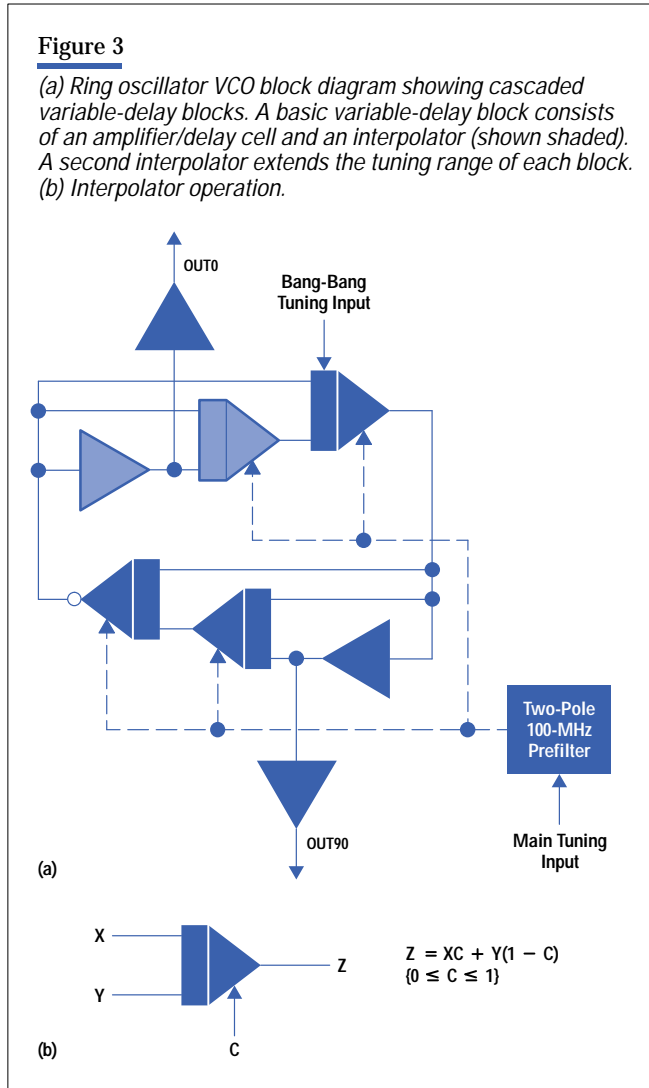 Figure 3
(a) Ring oscillator VCO block diagram showing cascaded
variable-delay blocks. A basic variable-delay block consists
of an amplifier/delay cell and an interpolator (shown shaded).
A second interpolator extends the tuning range of each block.
(b) Interpolator operation.
OUT0
Bang-Bang
Tuning Input
Two-Pole
100-MHz
Prefilter
OUT90
Main Tuning
Input
(a)
X
Y
Z
C
Z = XC + Y(1 − C)
{0 ≤ C ≤ 1}
(b)